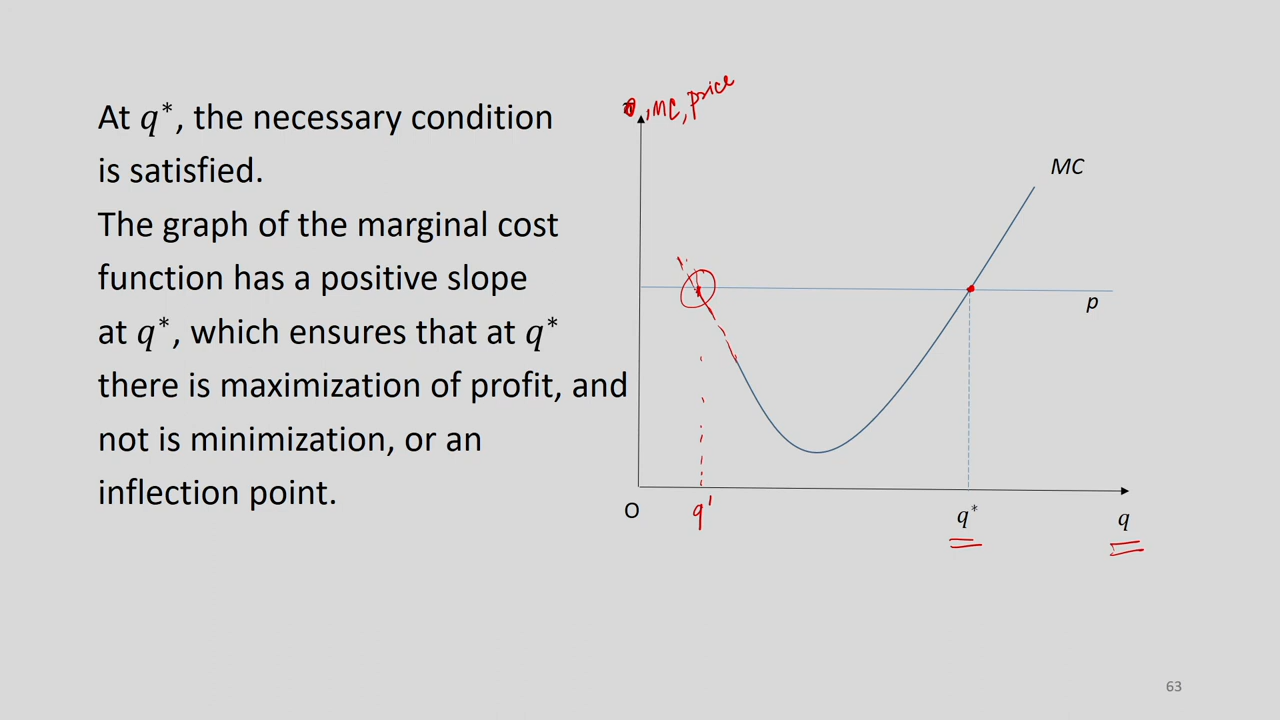 At q*, the necessary condition
is satisfied.
The graph of the marginal cost
function has a positive slope
at q*, which ensures that at q*
there is maximization of profit, and
not is minimization, or an
inflection point.
, MC, price
MC
p
O
q'
q*
q
63